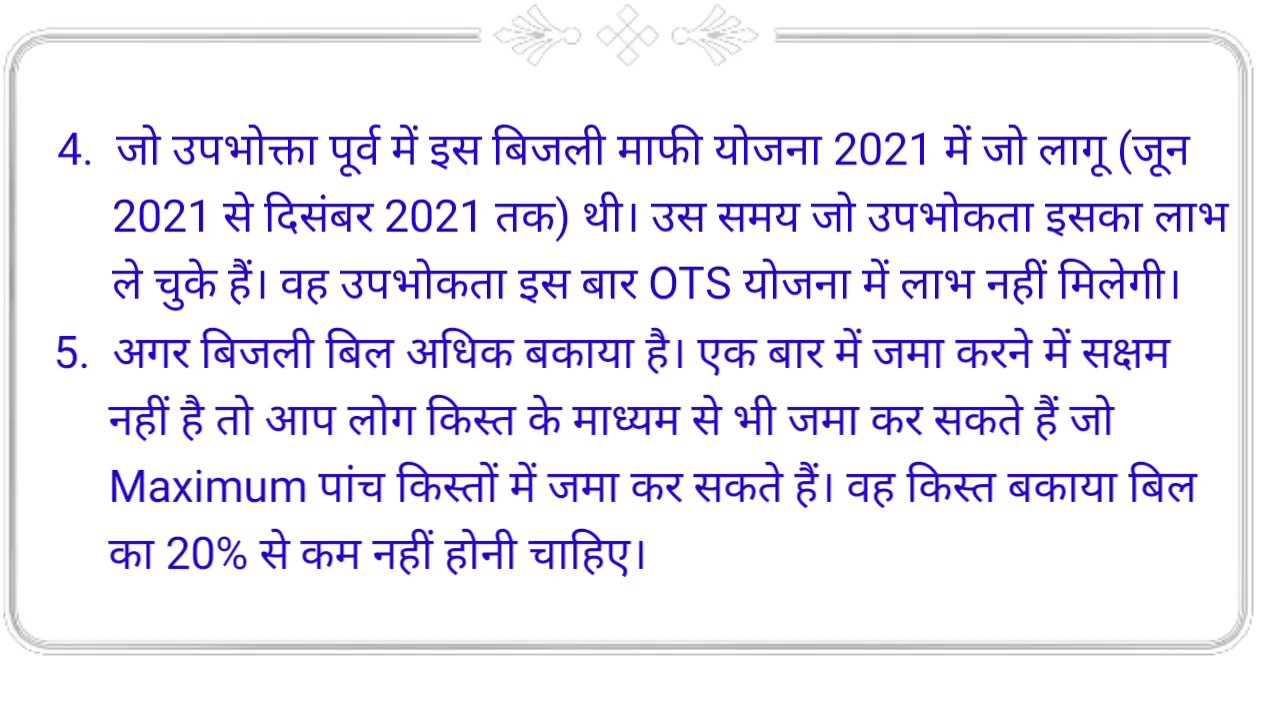 4. जो उपभोक्ता पूर्व में इस बिजली माफी योजना 2021 में जो लागू (जून
2021 से दिसंबर 2021 तक) थी। उस समय जो उपभोकता इसका लाभ
ले चुके हैं। वह उपभोकता इस बार OTS योजना में लाभ नहीं मिलेगी।
5. अगर बिजली बिल अधिक बकाया है। एक बार में जमा करने में सक्षम
नहीं है तो आप लोग किस्त के माध्यम से भी जमा कर सकते हैं जो
Maximum पांच किस्तों में जमा कर सकते हैं। वह किस्त बकाया बिल
का 20% से कम नहीं होनी चाहिए।